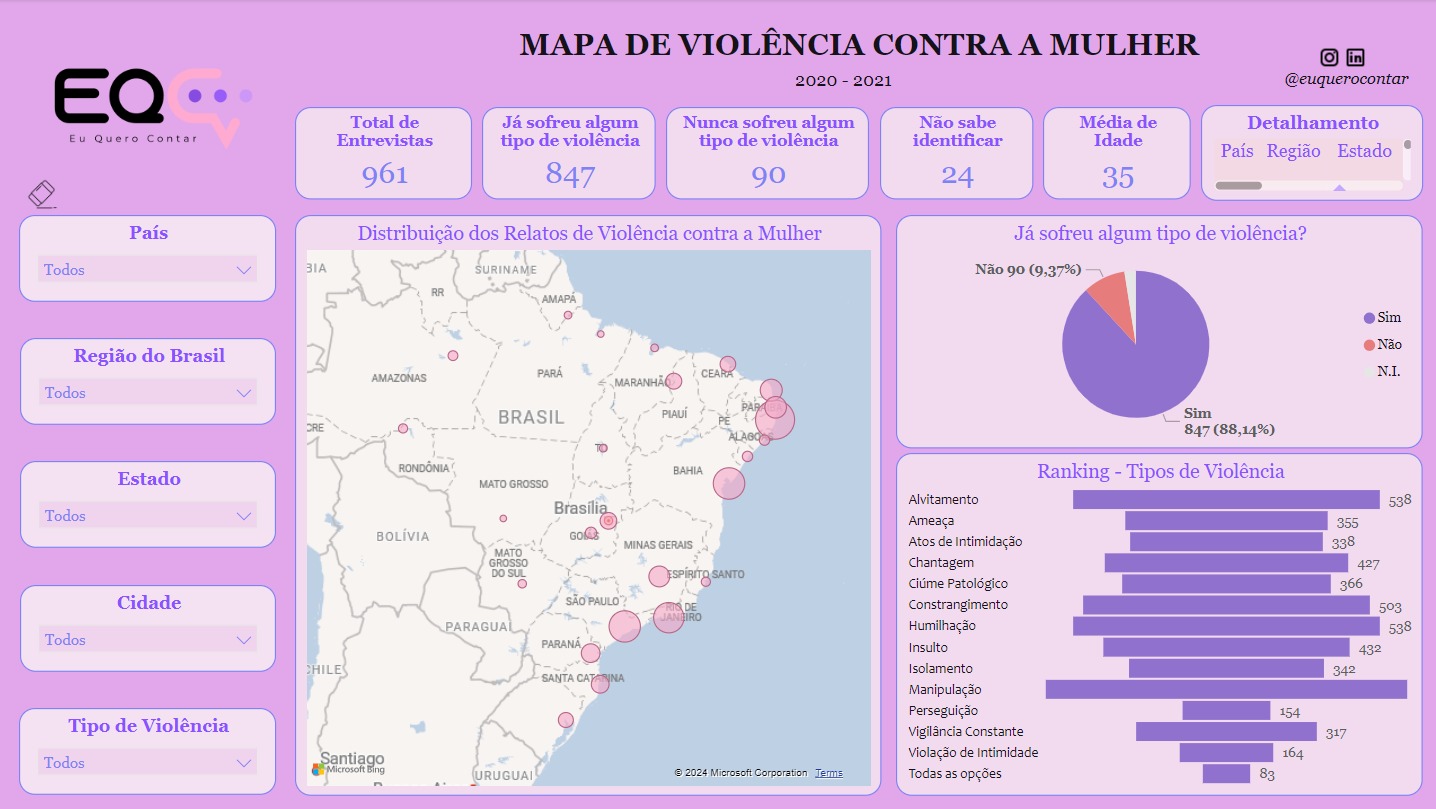 MAPA DE VIOLÊNCIA CONTRA A MULHER
2020 - 2021
@euquerocontar
EQC
Eu Quero Contar
Total de
Entrevistas
961
Já sofreu algum
tipo de violência
847
Nunca sofreu algum
tipo de violência
90
Não sabe
identificar
24
Média de
Idade
35
Detalhamento
País Região Estado
País
Todos
Região do Brasil
Todos
Estado
Todos
Cidade
Todos
Tipo de Violência
Todos
Distribuição dos Relatos de Violência contra a Mulher
BIA
SURINAME
RR
AMAPÁ
AMAZONAS
PARÁ
MARANHÃO
CEARÁ
BRASIL
PIAUÍ
PE
ALAGOAS
CRE
TO
RONDÔNIA
MATO GROSSO
BAHIA
Brasília
GOIÁS
BOLÍVIA
MINAS GERAIS
MATO
GROSSO
DO SUL
ESPÍRITO SANTO
SÃO PAULO
RIO DE
JANEIRO
PARAGUAI
PARANÁ
CHILE
SANTA CATARINA
Santiago
Microsoft Bing
URUGUAI
© 2024 Microsoft Corporation Terms
Já sofreu algum tipo de violência?
Não 90 (9,37%)
Sim
847 (88,14%)
Sim
Não
N.I.
Ranking - Tipos de Violência
Alvitamento 538
Ameaça 355
Atos de Intimidação 338
Chantagem 427
Ciúme Patológico 366
Constrangimento 503
Humilhação 538
Insulto 432
Isolamento 342
Manipulação
Perseguição 154
Vigilância Constante 317
Violação de Intimidade 164
Todas as opções 83